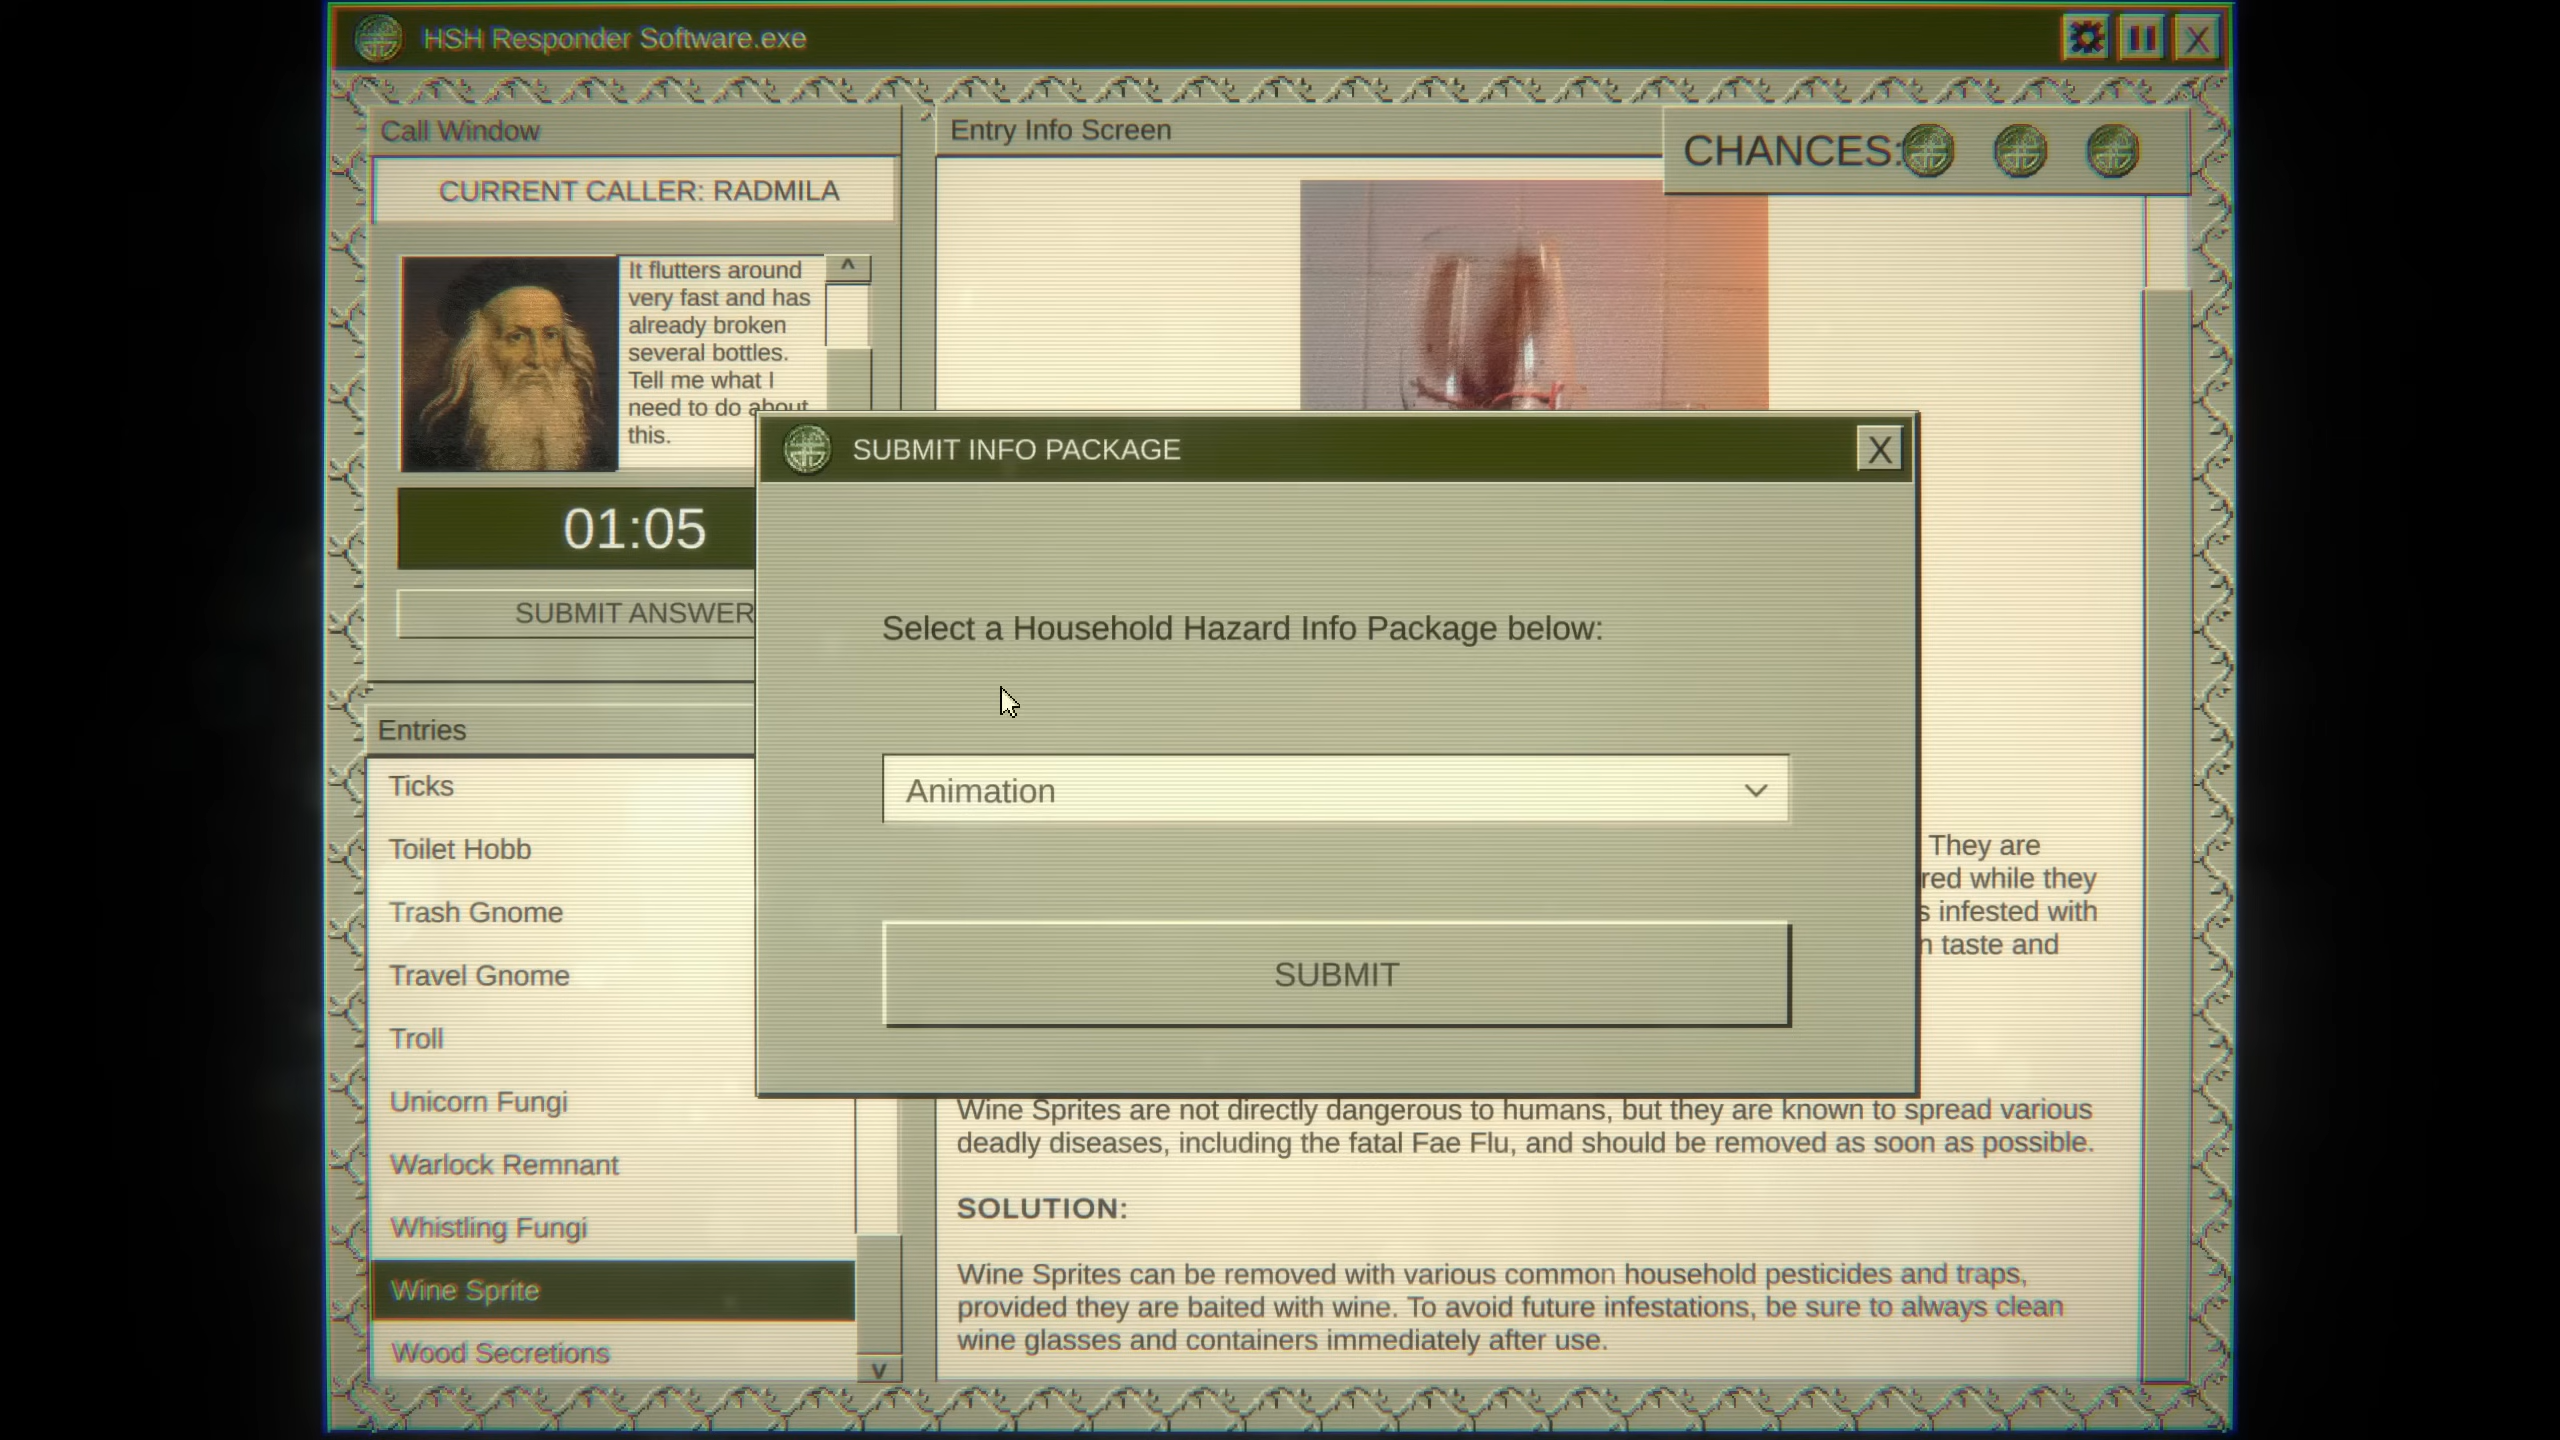 HSH Responder Software.exe
X
Call Window
CURRENT CALLER: RADMILA
It flutters around
very fast and has
already broken
several bottles.
Tell me what I
need to do about
this.
01:05
SUBMIT ANSWER
Entries
Ticks
Toilet Hobb
Trash Gnome
Travel Gnome
Troll
Unicorn Fungi
Warlock Remnant
Whistling Fungi
Wine Sprite
Wood Secretions
Entry Info Screen
CHANCES:
SUBMIT INFO PACKAGE
X
Select a Household Hazard Info Package below:
Animation
SUBMIT
They are
red while they
s infested with
n taste and
Wine Sprites are not directly dangerous to humans, but they are known to spread various
deadly diseases, including the fatal Fae Flu, and should be removed as soon as possible.
SOLUTION:
Wine Sprites can be removed with various common household pesticides and traps,
provided they are baited with wine. To avoid future infestations, be sure to always clean
wine glasses and containers immediately after use.